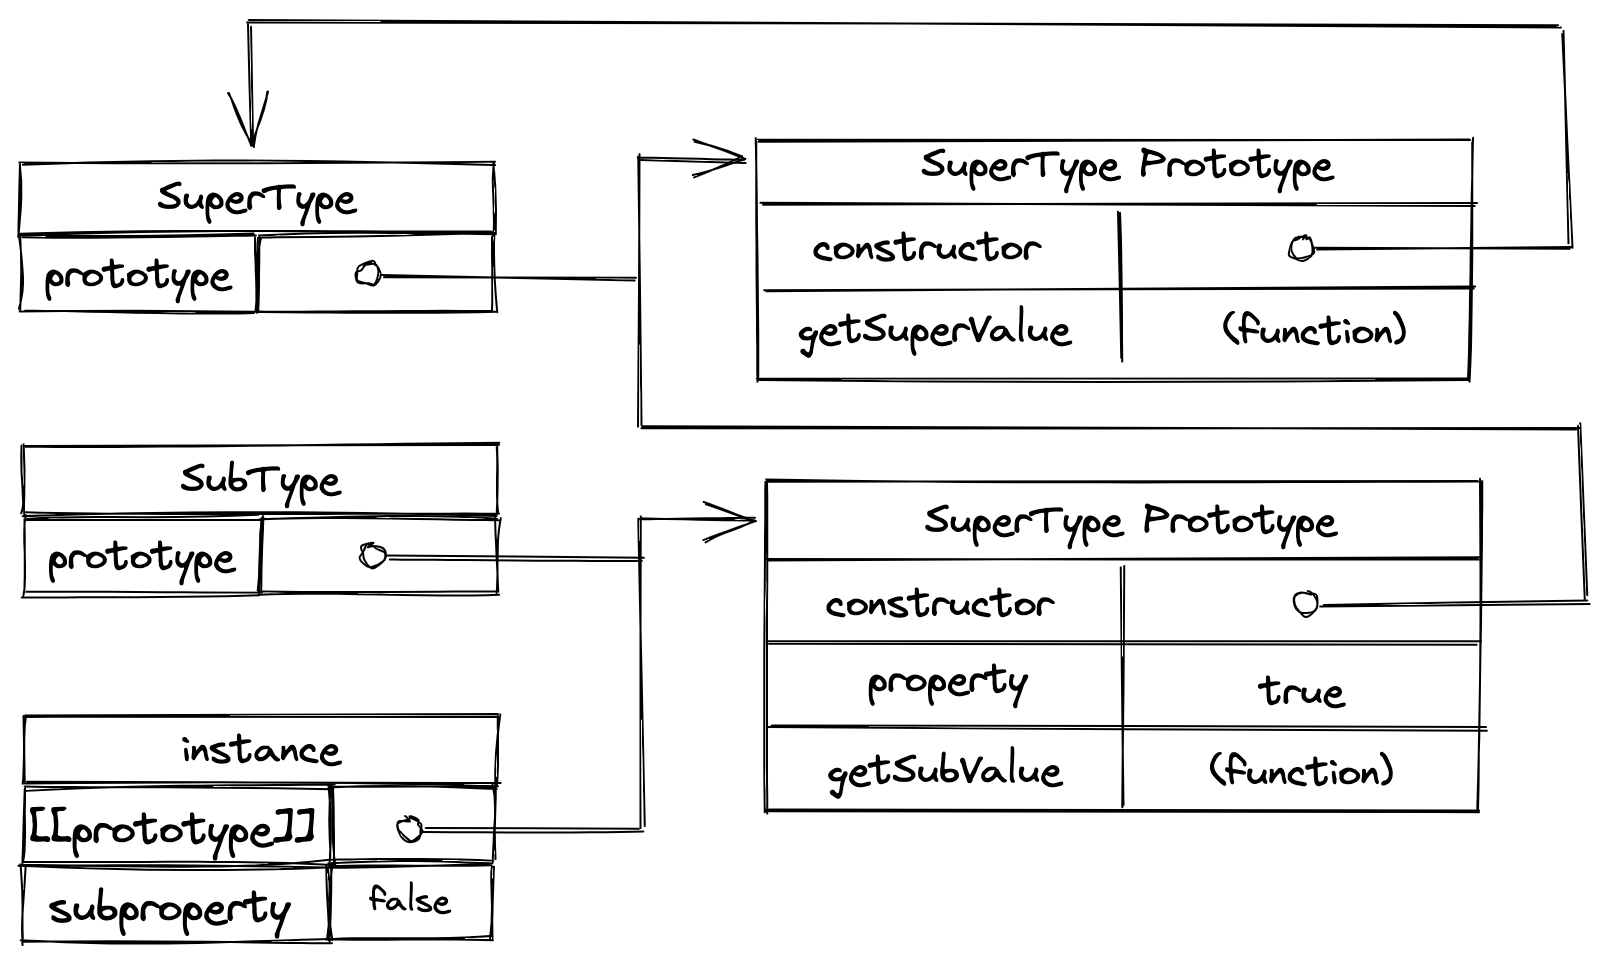 SuperType
prototype
SuperType Prototype
constructor
getSuperValue (function)
SubType
prototype
SuperType Prototype
constructor
property true
getSubValue (function)
instance
[[prototype]]
subproperty false